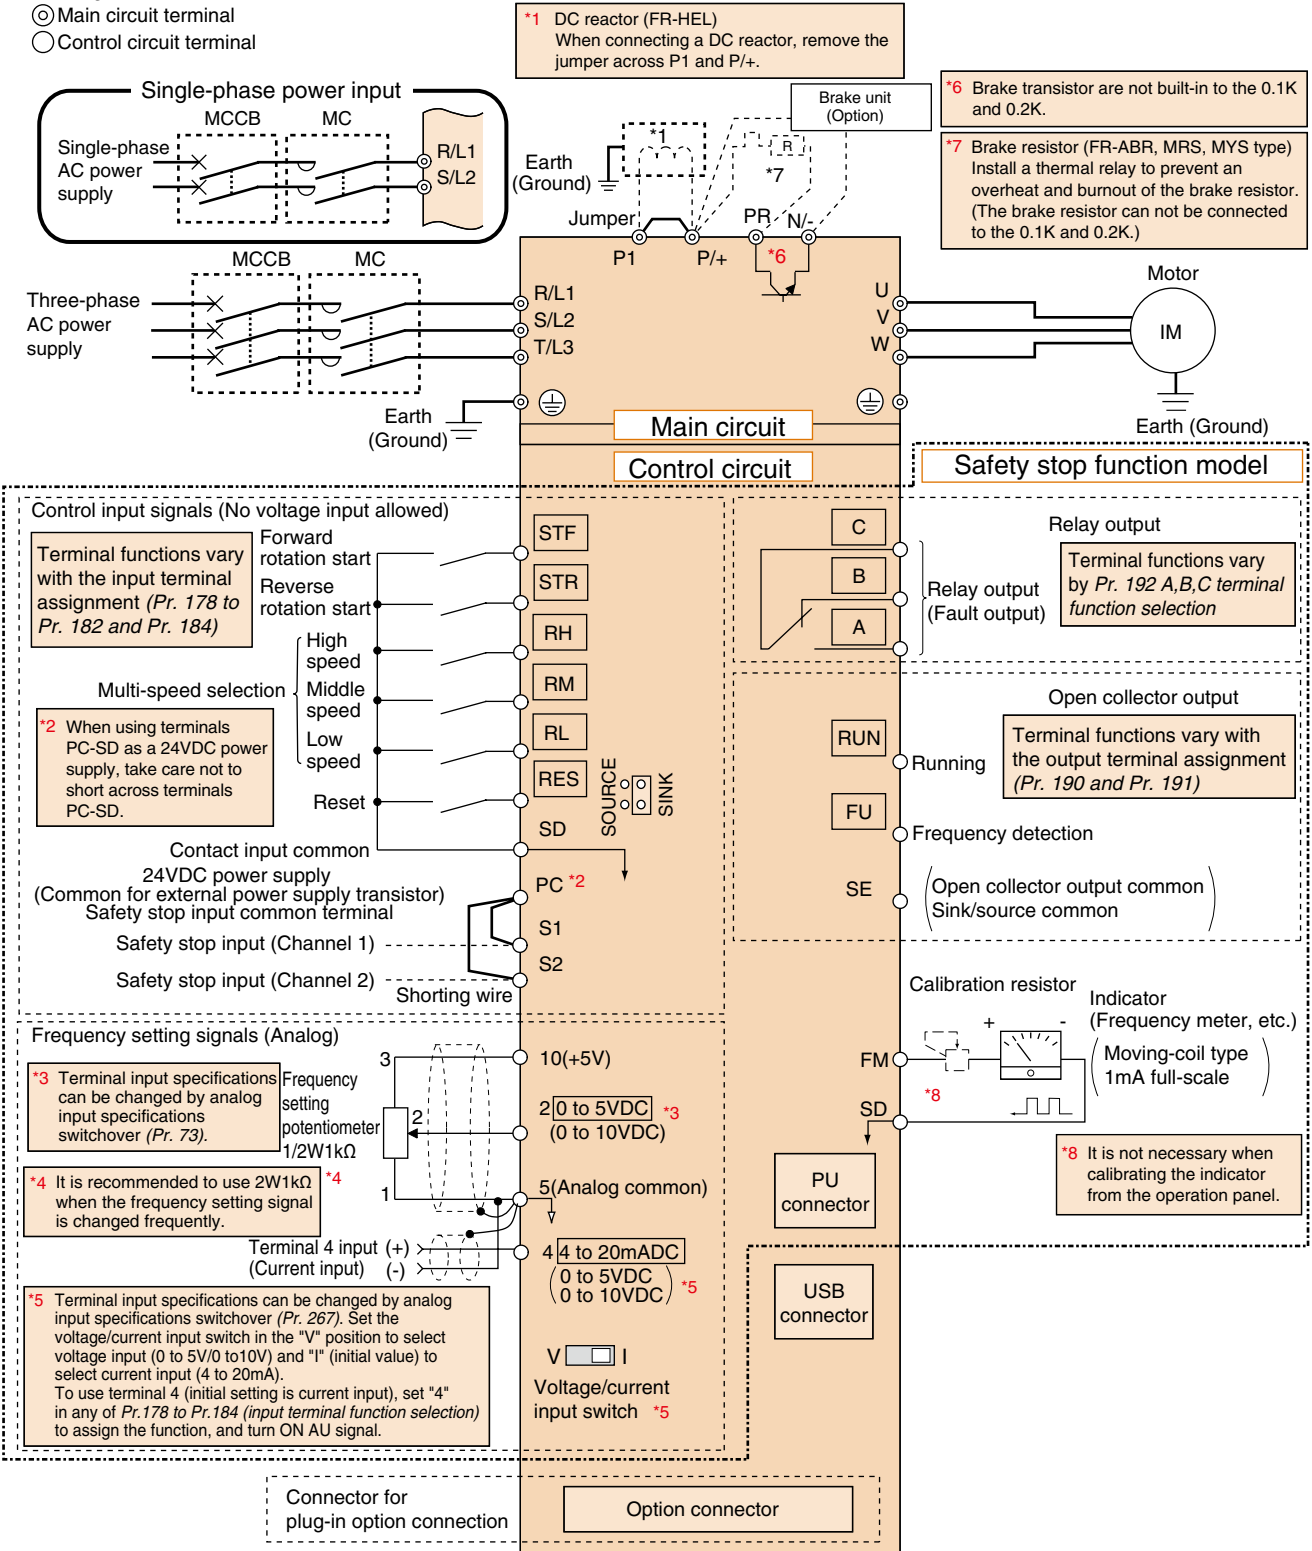 Main circuit terminal
Control circuit terminal
*1 DC reactor (FR-HEL)
When connecting a DC reactor, remove the
jumper across P1 and P/+.
*6 Brake transistor are not built-in to the 0.1K
and 0.2K.
*7 Brake resistor (FR-ABR, MRS, MYS type)
Install a thermal relay to prevent an
overheat and burnout of the brake resistor.
(The brake resistor can not be connected
to the 0.1K and 0.2K.)
Single-phase power input
MCCB
MC
Single-phase
AC power
supply
R/L1
S/L2
Brake unit
(Option)
*1
R
*7
Earth
(Ground)
Jumper
PR
N/-
P1
P/+
*6
MCCB
MC
Three-phase
AC power
supply
R/L1
S/L2
T/L3
U
V
W
Motor
IM
Earth
(Ground)
Earth (Ground)
Main circuit
Control circuit
Safety stop function model
Control input signals (No voltage input allowed)
Terminal functions vary
with the input terminal
assignment (Pr. 178 to
Pr. 182 and Pr. 184)
Forward
rotation start
Reverse
rotation start
High
speed
Multi-speed selection
Middle
speed
Low
speed
Reset
*2 When using terminals
PC-SD as a 24VDC power
supply, take care not to
short across terminals
PC-SD.
STF
STR
RH
RM
RL
RES
SOURCE
SINK
SD
Contact input common
24VDC power supply
(Common for external power supply transistor)
Safety stop input common terminal
PC *2
S1
Safety stop input (Channel 1)
S2
Safety stop input (Channel 2)
Shorting wire
C
B
A
Relay output
Relay output
(Fault output)
Terminal functions vary
by Pr. 192 A,B,C terminal
function selection
Open collector output
RUN
Running
Terminal functions vary with
the output terminal assignment
(Pr. 190 and Pr. 191)
FU
Frequency detection
SE
Open collector output common
Sink/source common
Frequency setting signals (Analog)
*3 Terminal input specifications
can be changed by analog
input specifications
switchover (Pr. 73).
Frequency
setting
potentiometer
1/2W1kΩ
*4
*4 It is recommended to use 2W1kΩ
when the frequency setting signal
is changed frequently.
3
2
1
10(+5V)
2 0 to 5VDC *3
(0 to 10VDC)
5(Analog common)
Terminal 4 input (+)
(Current input) (-)
4 4 to 20mADC
0 to 5VDC
0 to 10VDC
*5
*5 Terminal input specifications can be changed by analog
input specifications switchover (Pr. 267). Set the
voltage/current input switch in the "V" position to select
voltage input (0 to 5V/0 to10V) and "I" (initial value) to
select current input (4 to 20mA).
To use terminal 4 (initial setting is current input), set "4"
in any of Pr.178 to Pr.184 (input terminal function selection)
to assign the function, and turn ON AU signal.
V
I
Voltage/current
input switch *5
Calibration resistor
Indicator
(Frequency meter, etc.)
+
-
Moving-coil type
1mA full-scale
FM
*8
SD
*8 It is not necessary when
calibrating the indicator
from the operation panel.
PU
connector
USB
connector
Connector for
plug-in option connection
Option connector